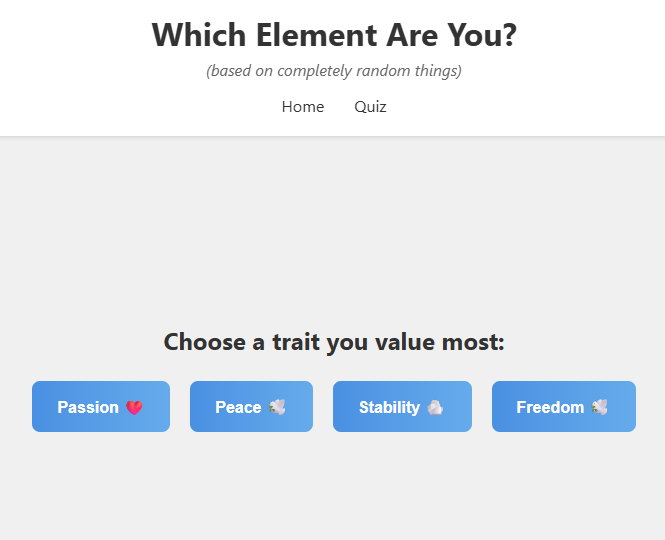 Which Element Are You?
(based on completely random things)
Home Quiz
Choose a trait you value most:
Passion Peace Stability Freedom